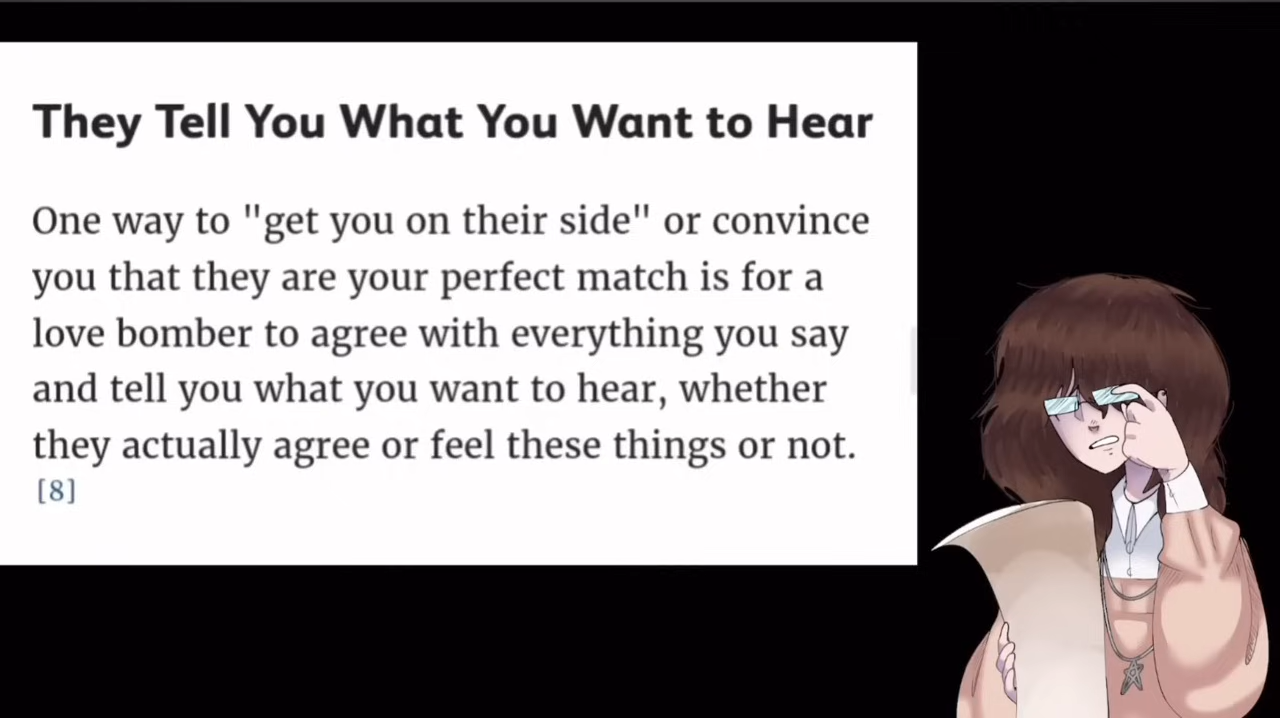 They Tell You What You Want to Hear
One way to "get you on their side" or convince
you that they are your perfect match is for a
love bomber to agree with everything you say
and tell you what you want to hear, whether
they actually agree or feel these things or not.
[8]